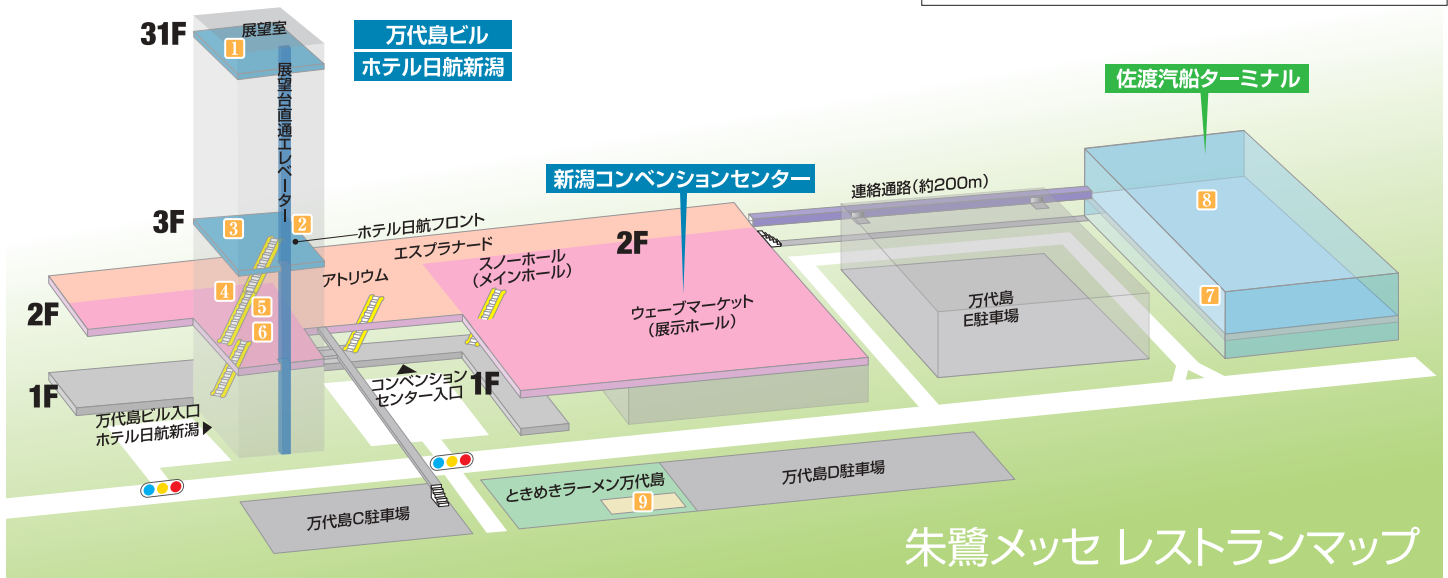 31F
展望室
1
万代島ビル
ホテル日航新潟
展望台直通エレベーター
佐渡汽船ターミナル
新潟コンベンションセンター
連絡通路(約200m)
8
3F
3
2
ホテル日航フロント
エスプラナード
アトリウム
スノーホール
(メインホール)
2F
ウェーブマーケット
(展示ホール)
万代島
E駐車場
7
2F
4
5
6
1F
コンベンション
センター入口
1F
万代島ビル入口
ホテル日航新潟
ときめきラーメン万代島
9
万代島D駐車場
万代島C駐車場
朱鷺メッセ レストランマップ